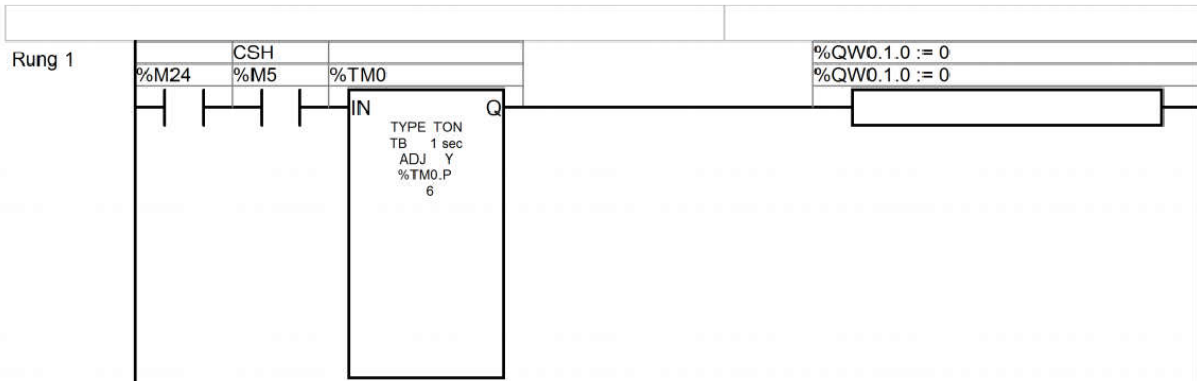 Rung 1
CSH
%QW0.1.0 := 0
%M24 %M5 %TM0 %QW0.1.0 := 0
IN Q
TYPE TON
TB 1 sec
ADJ Y
%TM0.P
6